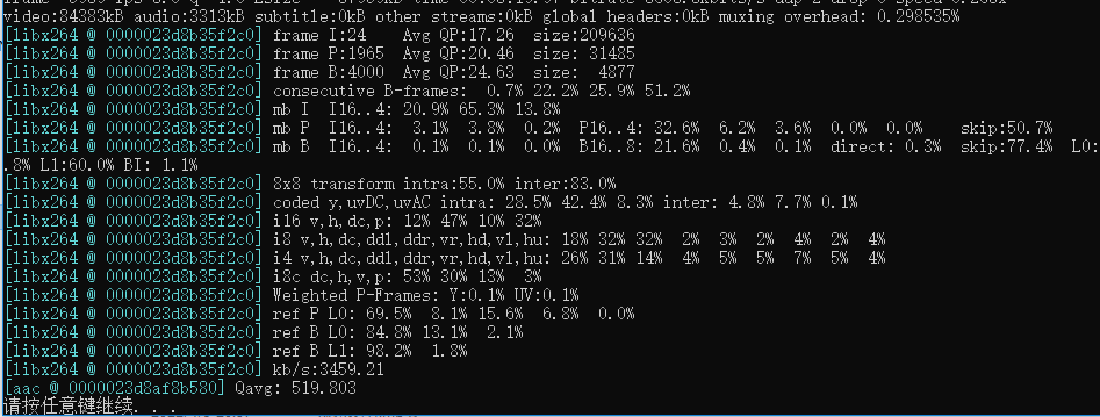 video:84383kB audio:3313kB subtitle:0kB other streams:0kB global headers:0kB muxing overhead: 0.298535%
[libx264 @ 0000023d8b35f2c0] frame I:24    Avg QP:17.26  size:209636
[libx264 @ 0000023d8b35f2c0] frame P:1965  Avg QP:20.46  size: 31485
[libx264 @ 0000023d8b35f2c0] frame B:4000  Avg QP:24.63  size:  4877
[libx264 @ 0000023d8b35f2c0] consecutive B-frames:  0.7% 22.2% 25.9% 51.2%
[libx264 @ 0000023d8b35f2c0] mb I  I16..4: 20.9% 65.3% 13.8%
[libx264 @ 0000023d8b35f2c0] mb P  I16..4:  3.1%  3.8%  0.2%  P16..4: 32.6%  6.2%  3.6%  0.0%  0.0%    skip:50.7%
[libx264 @ 0000023d8b35f2c0] mb B  I16..4:  0.1%  0.1%  0.0%  B16..8: 21.6%  0.4%  0.1%  direct: 0.3%  skip:77.4%  L0:
.8% L1:60.0% BI: 1.1%
[libx264 @ 0000023d8b35f2c0] 8x8 transform intra:55.0% inter:83.0%
[libx264 @ 0000023d8b35f2c0] coded y,uvDC,uvAC intra: 28.5% 42.4% 8.3% inter: 4.8% 7.7% 0.1%
[libx264 @ 0000023d8b35f2c0] i16 v,h,dc,p: 12% 47% 10% 32%
[libx264 @ 0000023d8b35f2c0] i8 v,h,dc,ddl,ddr,vr,hd,vl,hu: 18% 32% 32%  2%  3%  2%  4%  2%  4%
[libx264 @ 0000023d8b35f2c0] i4 v,h,dc,ddl,ddr,vr,hd,vl,hu: 26% 31% 14%  4%  5%  5%  7%  5%  4%
[libx264 @ 0000023d8b35f2c0] i8c dc,h,v,p: 53% 30% 13%  3%
[libx264 @ 0000023d8b35f2c0] Weighted P-Frames: Y:0.1% UV:0.1%
[libx264 @ 0000023d8b35f2c0] ref P L0: 69.5%  8.1% 15.6%  6.8%  0.0%
[libx264 @ 0000023d8b35f2c0] ref B L0: 84.8% 13.1%  2.1%
[libx264 @ 0000023d8b35f2c0] ref B L1: 98.2%  1.8%
[libx264 @ 0000023d8b35f2c0] kb/s:3459.21
[aac @ 0000023d8af8b580] Qavg: 519.803
请按任意键继续. . .